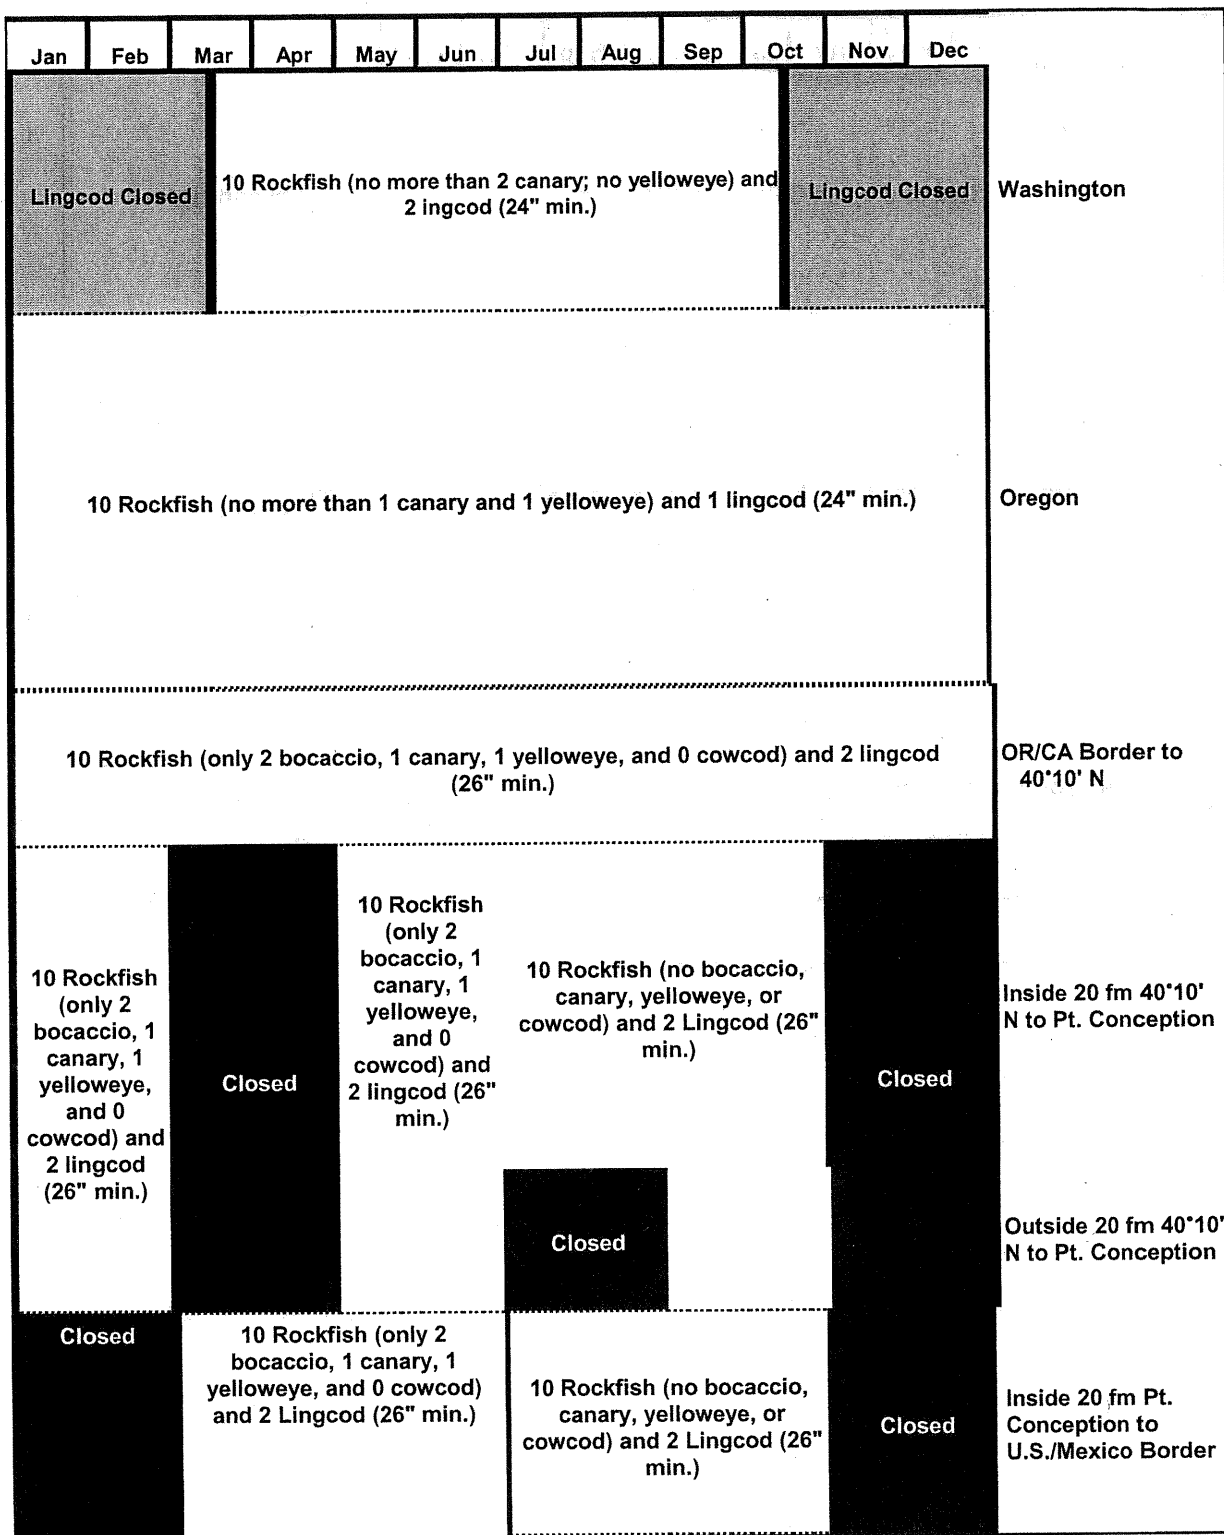 Jan Feb Mar Apr May Jun Jul Aug Sep Oct Nov Dec
Lingcod Closed
10 Rockfish (no more than 2 canary; no yelloweye) and
2 ingcod (24" min.)
Lingcod Closed
Washington
10 Rockfish (no more than 1 canary and 1 yelloweye) and 1 lingcod (24" min.)
Oregon
10 Rockfish (only 2 bocaccio, 1 canary, 1 yelloweye, and 0 cowcod) and 2 lingcod
(26" min.)
OR/CA Border to
40°10' N
10 Rockfish
(only 2
bocaccio, 1
canary, 1
yelloweye,
and 0
cowcod) and
2 lingcod
(26" min.)
Closed
10 Rockfish
(only 2
bocaccio, 1
canary, 1
yelloweye,
and 0
cowcod) and
2 lingcod (26"
min.)
10 Rockfish (no bocaccio,
canary, yelloweye, or
cowcod) and 2 Lingcod (26"
min.)
Closed
Inside 20 fm 40°10'
N to Pt. Conception
Closed
Outside 20 fm 40°10'
N to Pt. Conception
Closed
10 Rockfish (only 2
bocaccio, 1 canary, 1
yelloweye, and 0 cowcod)
and 2 Lingcod (26" min.)
10 Rockfish (no bocaccio,
canary, yelloweye, or
cowcod) and 2 Lingcod (26"
min.)
Closed
Inside 20 fm Pt.
Conception to
U.S./Mexico Border